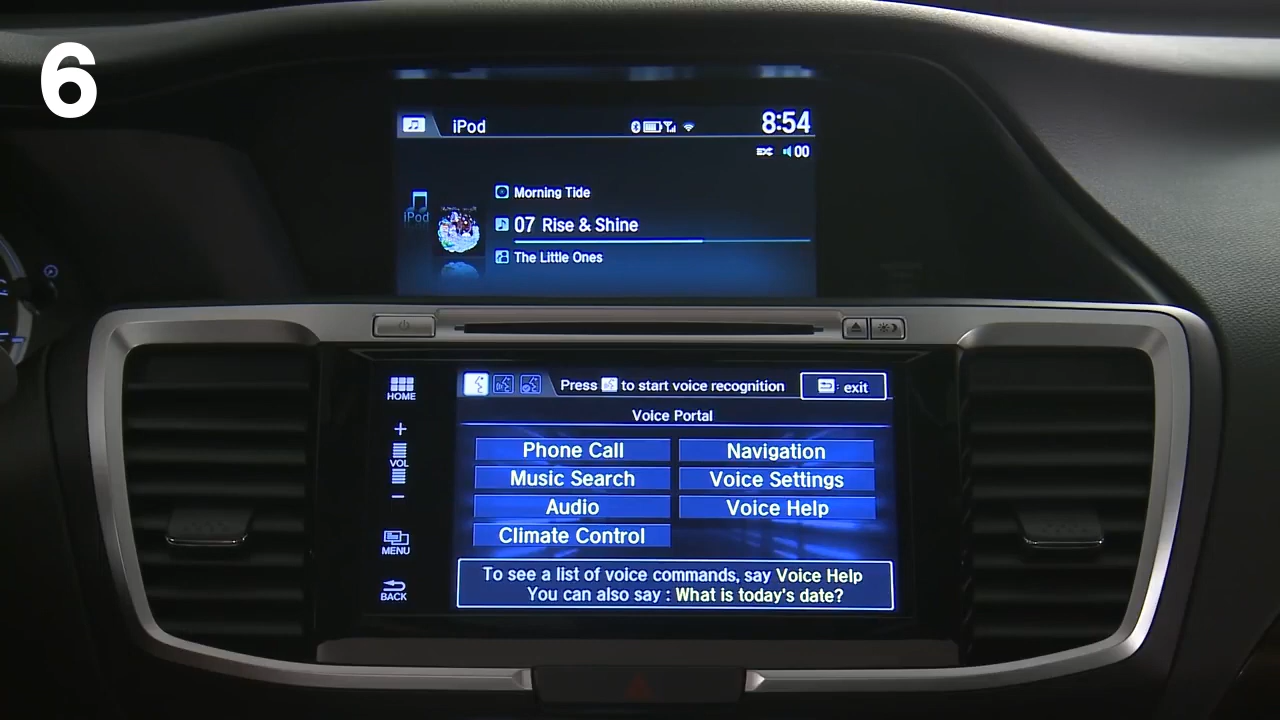 6
iPod
8:54
00
iPod
Morning Tide
07 Rise & Shine
The Little Ones
HOME
+
VOL
−
MENU
BACK
Press to start voice recognition
: exit
Voice Portal
Phone Call
Navigation
Music Search
Voice Settings
Audio
Voice Help
Climate Control
To see a list of voice commands, say Voice Help
You can also say : What is today's date?